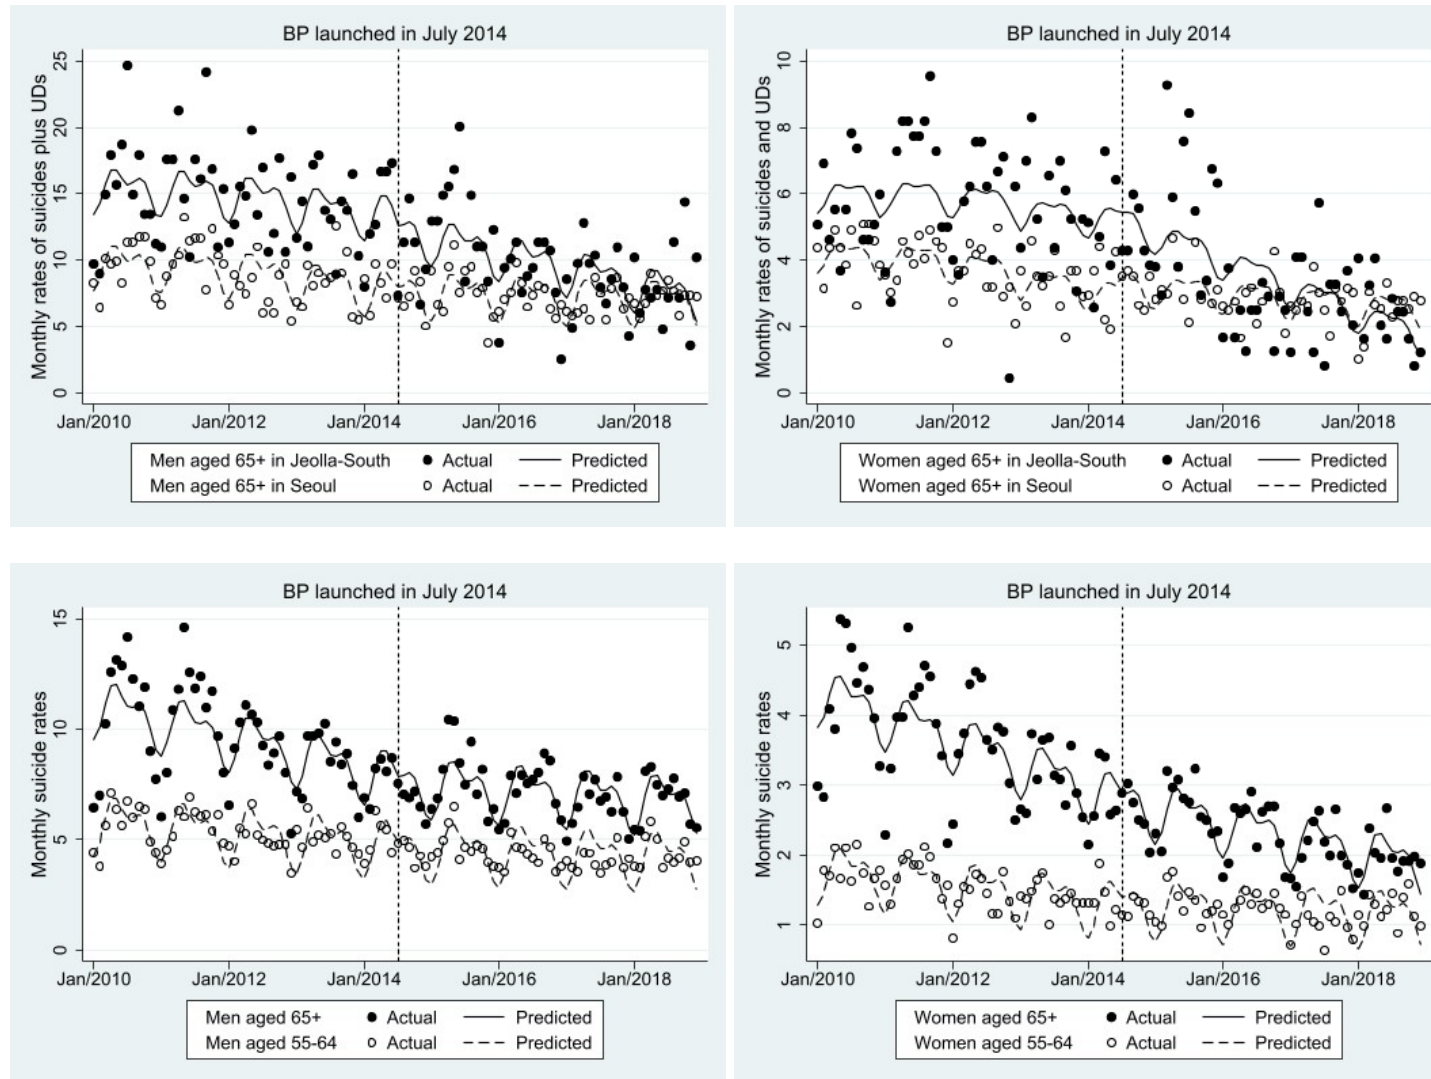 BP launched in July 2014
Monthly rates of suicides plus UDs
25
20
15
10
5
0
Jan/2010 Jan/2012 Jan/2014 Jan/2016 Jan/2018
Men aged 65+ in Jeolla-South Actual Predicted
Men aged 65+ in Seoul Actual Predicted
BP launched in July 2014
Monthly rates of suicides and UDs
10
8
6
4
2
0
Jan/2010 Jan/2012 Jan/2014 Jan/2016 Jan/2018
Women aged 65+ in Jeolla-South Actual Predicted
Women aged 65+ in Seoul Actual Predicted
BP launched in July 2014
Monthly suicide rates
15
10
5
0
Jan/2010 Jan/2012 Jan/2014 Jan/2016 Jan/2018
Men aged 65+ Actual Predicted
Men aged 55-64 Actual Predicted
BP launched in July 2014
Monthly suicide rates
5
4
3
2
1
Jan/2010 Jan/2012 Jan/2014 Jan/2016 Jan/2018
Women aged 65+ Actual Predicted
Women aged 55-64 Actual Predicted